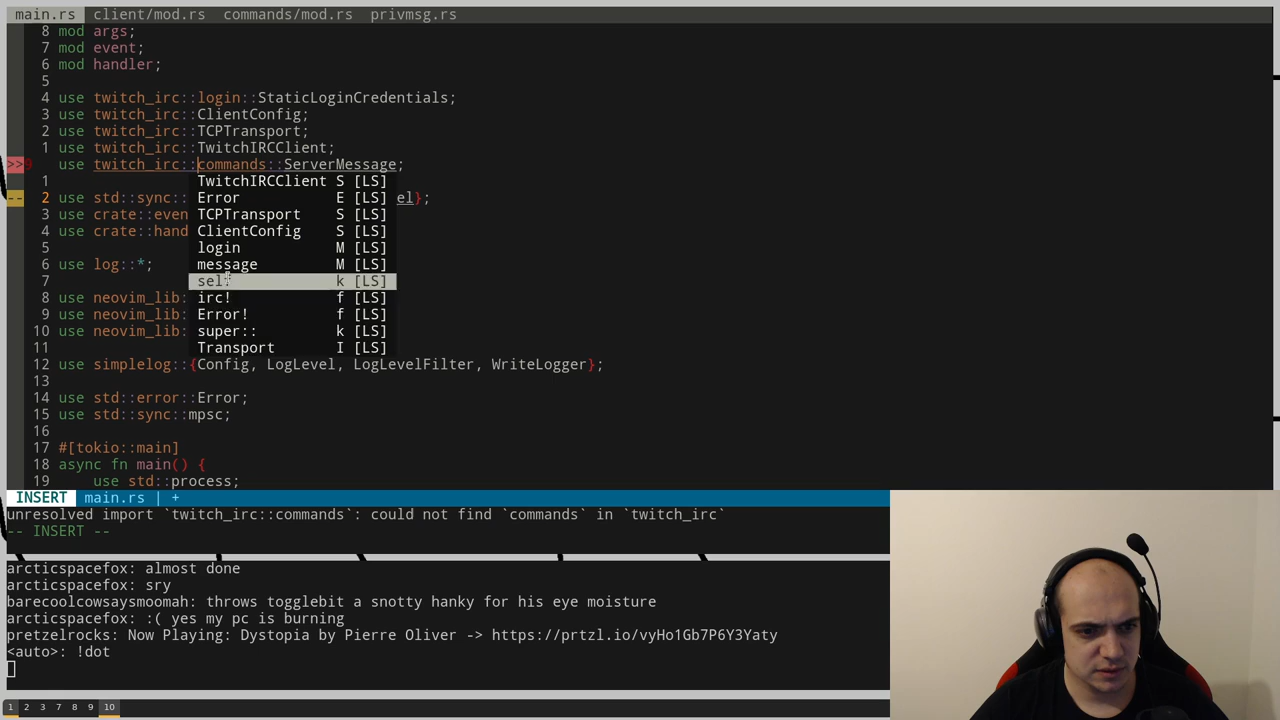 main.rs client/mod.rs commands/mod.rs privmsg.rs
8 mod args;
7 mod event;
6 mod handler;
5
4 use twitch_irc::login::StaticLoginCredentials;
3 use twitch_irc::ClientConfig;
2 use twitch_irc::TCPTransport;
1 use twitch_irc::TwitchIRCClient;
>>9 use twitch_irc::commands::ServerMessage;
1 TwitchIRCClient S [LS]
-- 2 use std::sync:: Error E [LS] el};
3 use crate::even TCPTransport S [LS]
4 use crate::hand ClientConfig S [LS]
5 login M [LS]
6 use log::*; message M [LS]
7 self k [LS]
8 use neovim_lib: irc! f [LS]
9 use neovim_lib: Error! f [LS]
10 use neovim_lib: super:: k [LS]
11 Transport I [LS]
12 use simplelog::{Config, LogLevel, LogLevelFilter, WriteLogger};
13
14 use std::error::Error;
15 use std::sync::mpsc;
16
17 #[tokio::main]
18 async fn main() {
19 use std::process;
INSERT main.rs | +
unresolved import `twitch_irc::commands`: could not find `commands` in `twitch_irc`
-- INSERT --
arcticspacefox: almost done
arcticspacefox: sry
barecoolcowsaysmoomah: throws togglebit a snotty hanky for his eye moisture
arcticspacefox: :( yes my pc is burning
pretzelrocks: Now Playing: Dystopia by Pierre Oliver -> https://prtzl.io/vyHo1Gb7P6Y3Yaty
<auto>: !dot
1 2 3 7 8 9 10